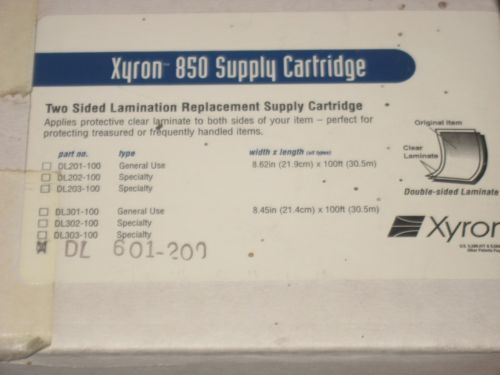 Xyron™ 850 Supply Cartridge
Two Sided Lamination Replacement Supply Cartridge
Applies protective clear laminate to both sides of your item – perfect for
protecting treasured or frequently handled items.
part no. type width x length (all types)
DL201-100 General Use 8.62in (21.9cm) x 100ft (30.5m)
DL202-100 Specialty
DL203-100 Specialty
DL301-100 General Use 8.45in (21.4cm) x 100ft (30.5m)
DL302-100 Specialty
DL303-100 Specialty
DL 601-200
Original Item
Clear
Laminate
Double-sided Laminate
Xyron